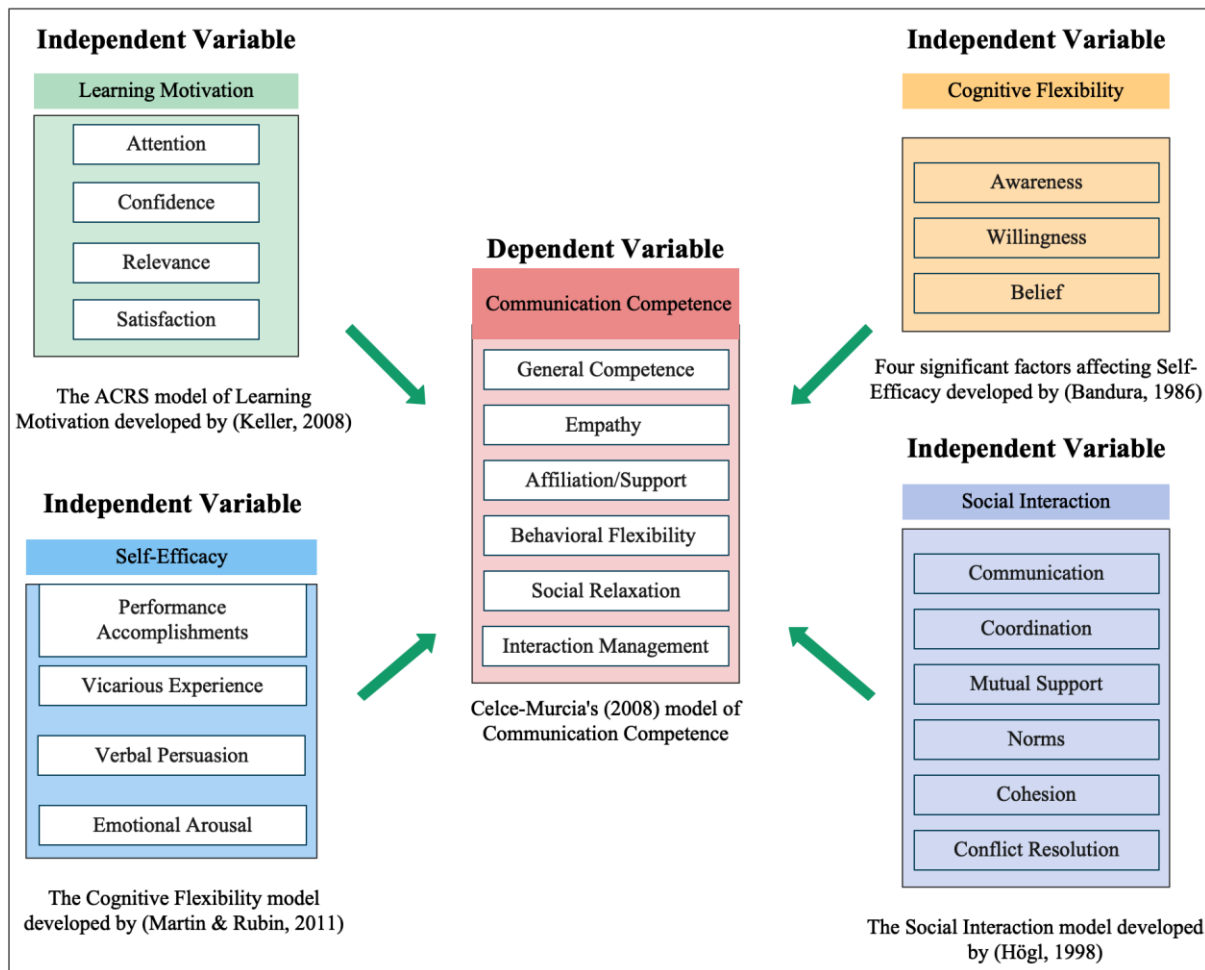 Independent Variable
Learning Motivation
Attention
Confidence
Relevance
Satisfaction
The ACRS model of Learning
Motivation developed by (Keller, 2008)
Independent Variable
Self-Efficacy
Performance
Accomplishments
Vicarious Experience
Verbal Persuasion
Emotional Arousal
The Cognitive Flexibility model
developed by (Martin & Rubin, 2011)
Dependent Variable
Communication Competence
General Competence
Empathy
Affiliation/Support
Behavioral Flexibility
Social Relaxation
Interaction Management
Celce-Murcia's (2008) model of
Communication Competence
Independent Variable
Cognitive Flexibility
Awareness
Willingness
Belief
Four significant factors affecting Self-
Efficacy developed by (Bandura, 1986)
Independent Variable
Social Interaction
Communication
Coordination
Mutual Support
Norms
Cohesion
Conflict Resolution
The Social Interaction model developed
by (Högl, 1998)